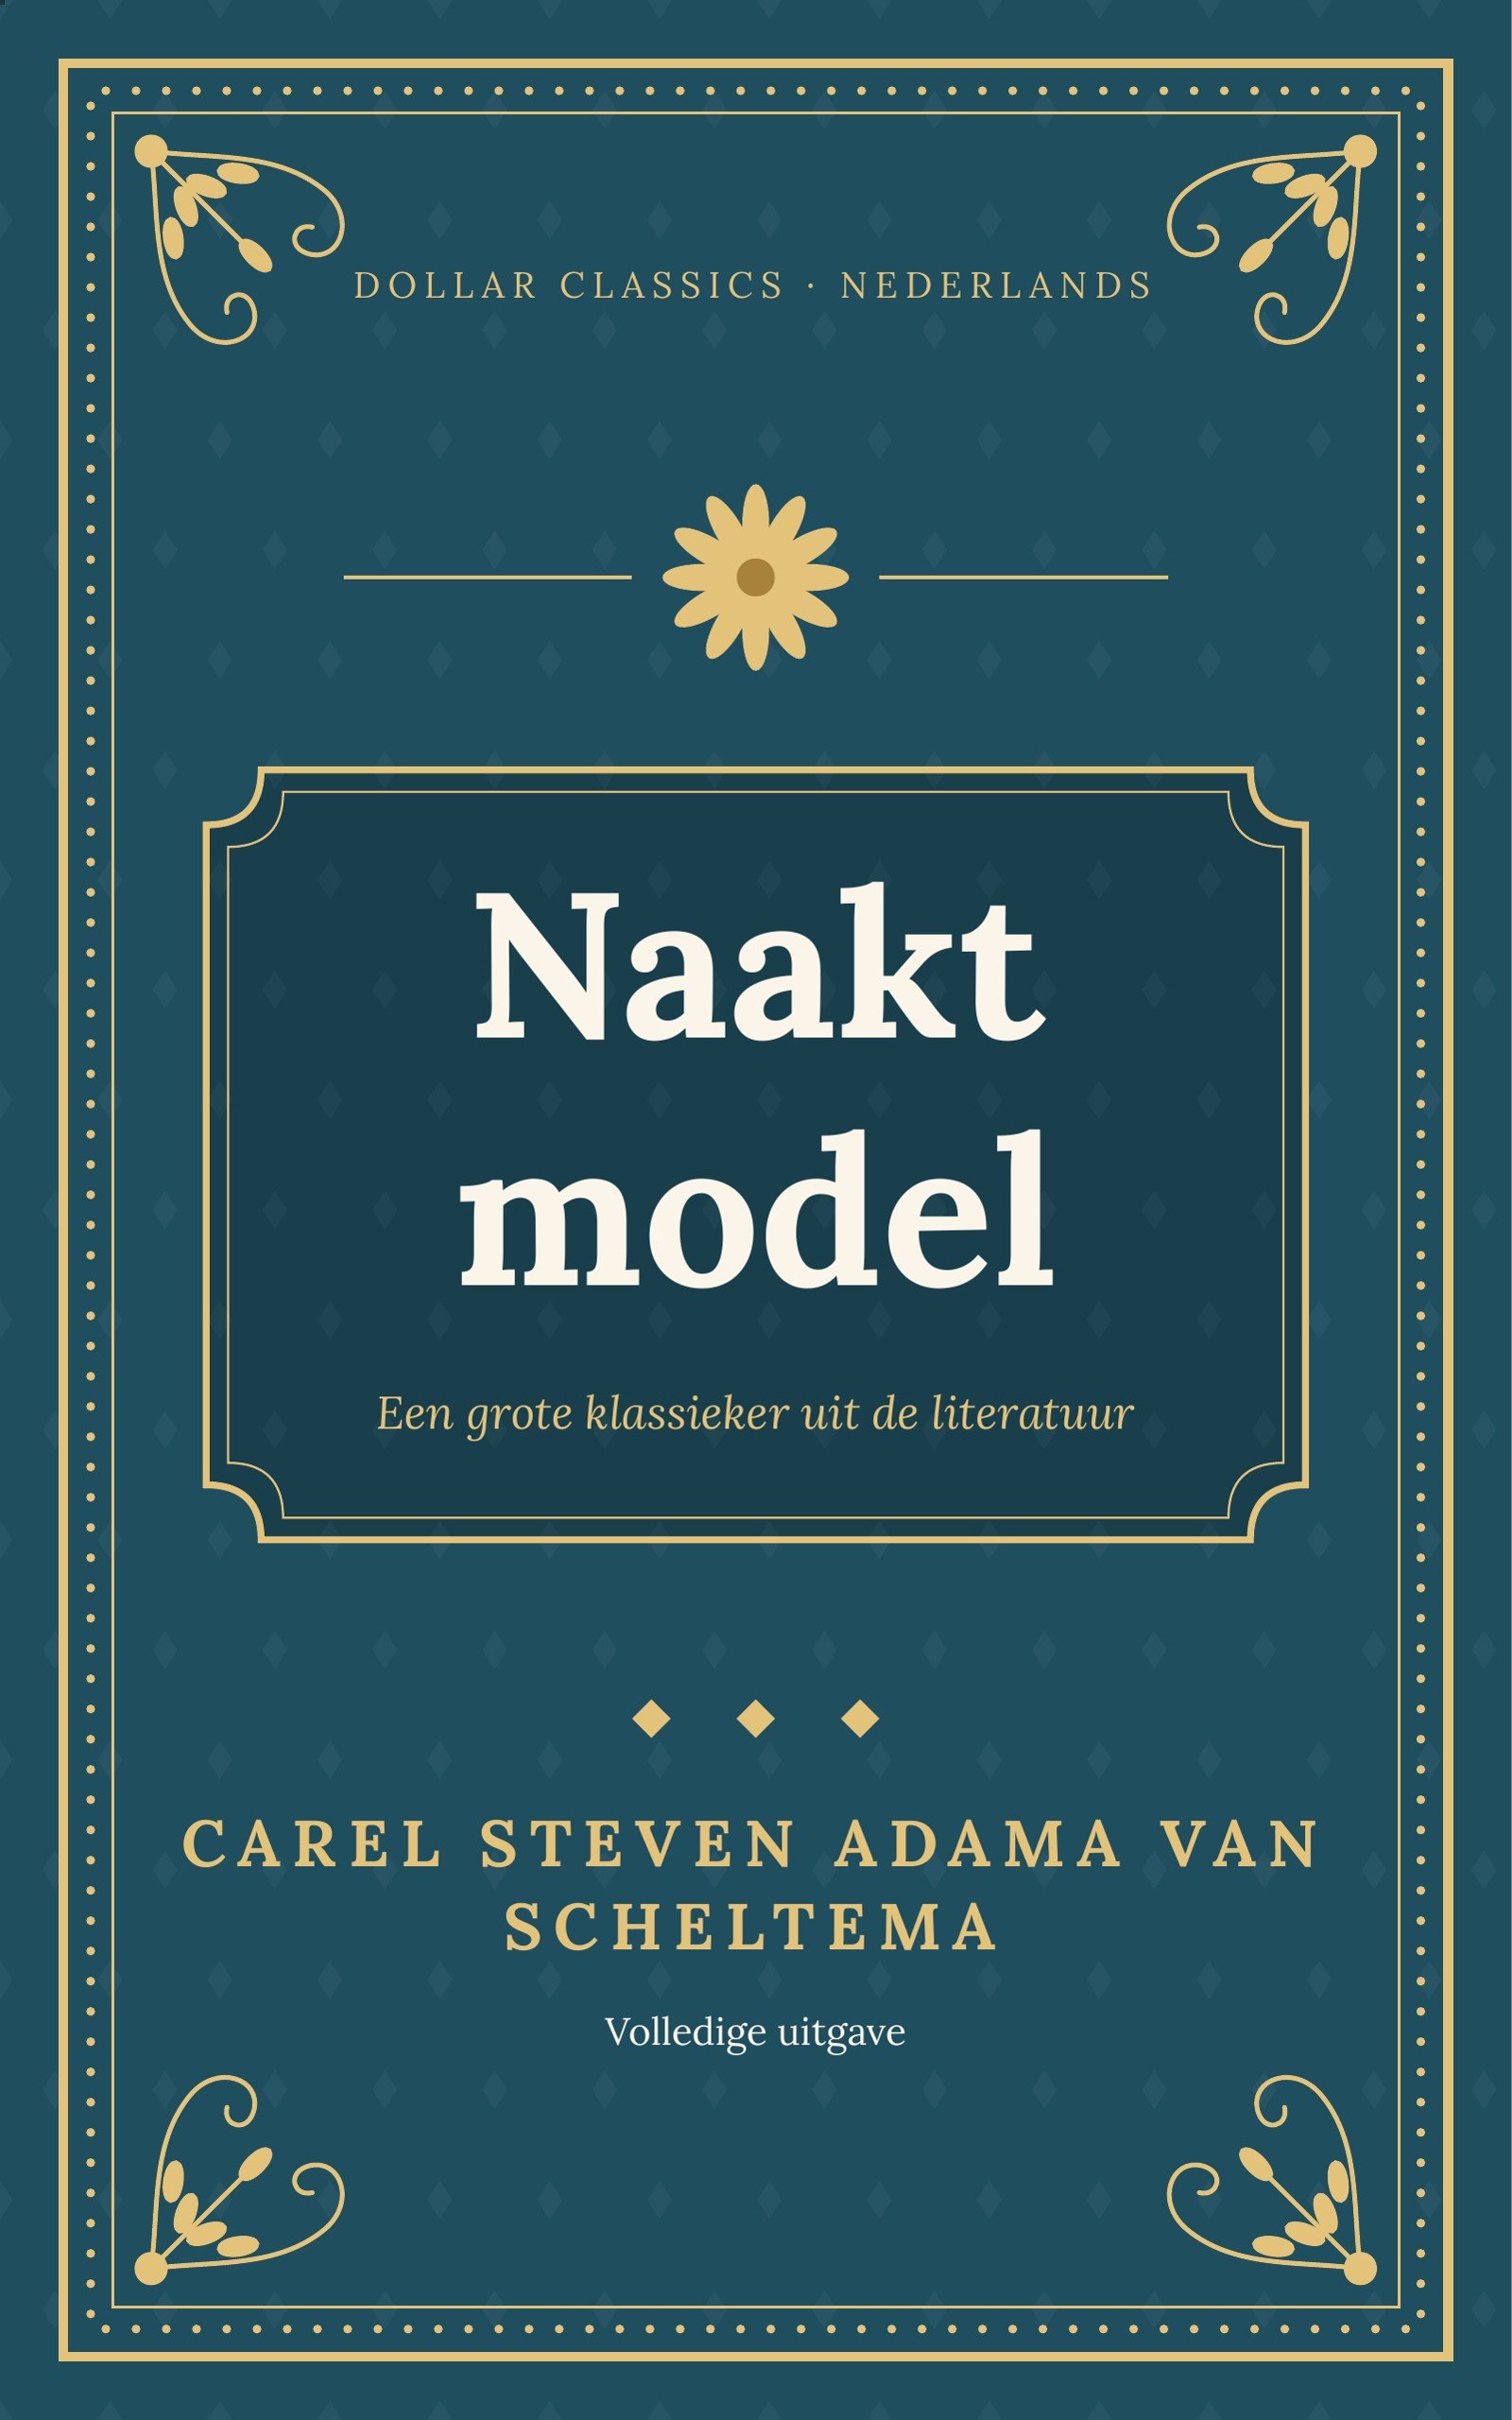 DOLLAR CLASSICS · NEDERLANDS
Naakt
model
Een grote klassieker uit de literatuur
CAREL STEVEN ADAMA VAN
SCHELTEMA
Volledige uitgave